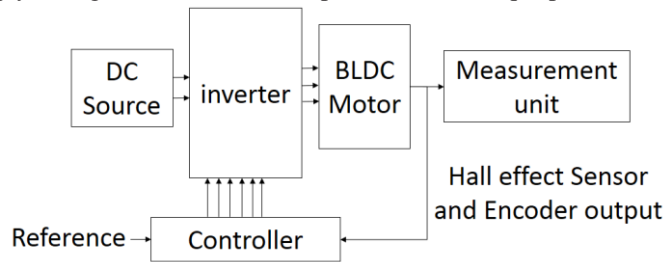 DC
Source
inverter
BLDC
Motor
Measurement
unit
Hall effect Sensor
and Encoder output
Reference
Controller